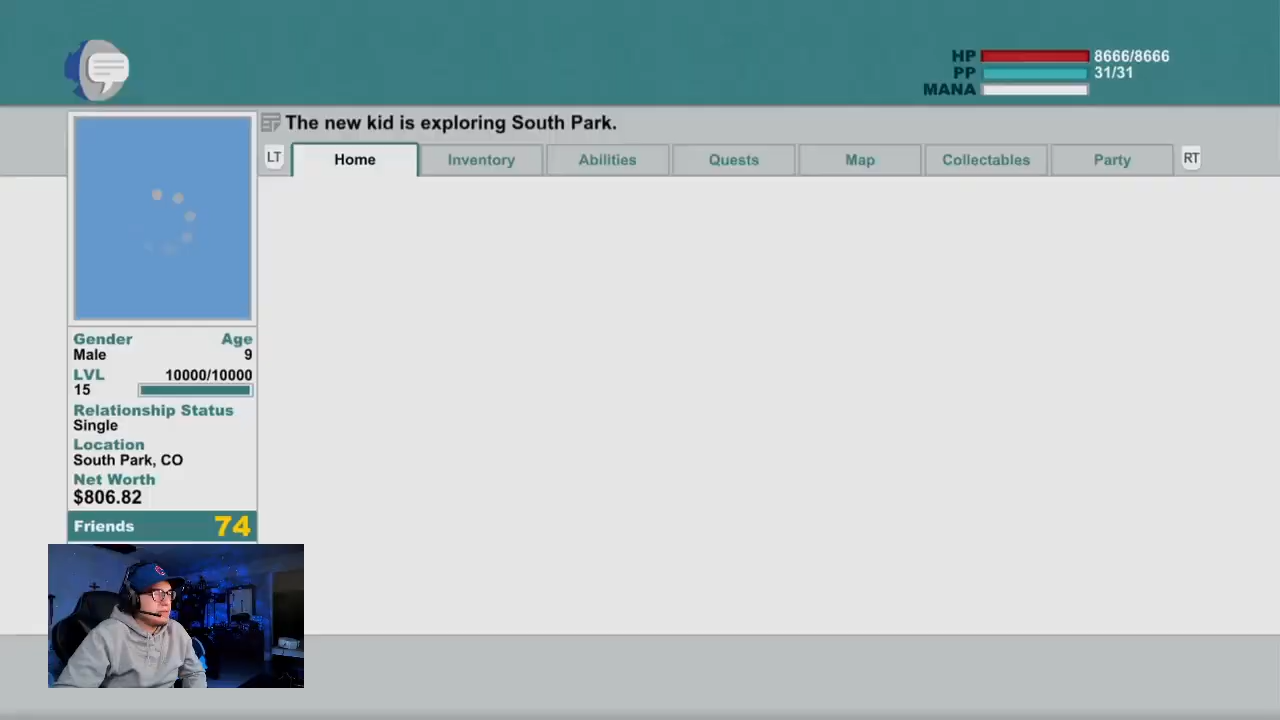 HP 8666/8666
PP 31/31
MANA
The new kid is exploring South Park.
LT Home Inventory Abilities Quests Map Collectables Party RT
Gender Age
Male 9
LVL 10000/10000
15
Relationship Status
Single
Location
South Park, CO
Net Worth
$806.82
Friends 74